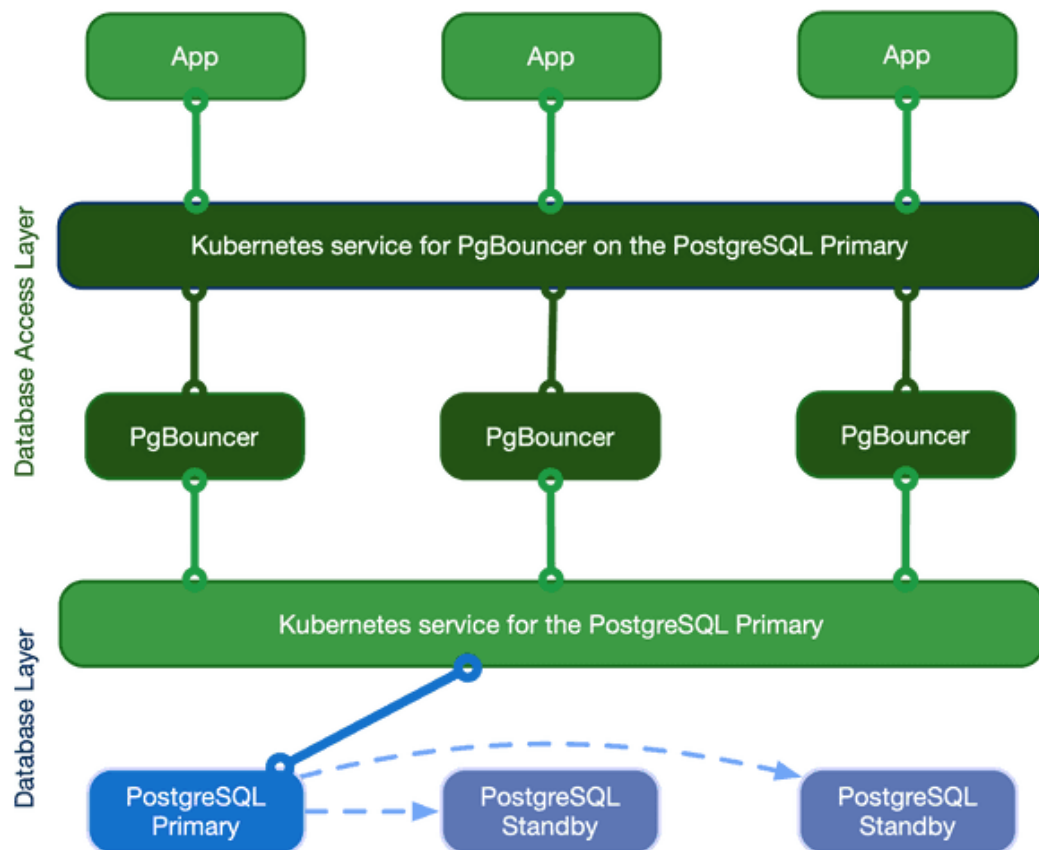 App
App
App
Database Access Layer
Kubernetes service for PgBouncer on the PostgreSQL Primary
PgBouncer
PgBouncer
PgBouncer
Database Layer
Kubernetes service for the PostgreSQL Primary
PostgreSQL
Primary
PostgreSQL
Standby
PostgreSQL
Standby